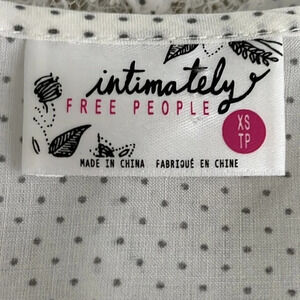 intimately
FREE PEOPLE
XS
TP
MADE IN CHINA FABRIQUÉ EN CHINE